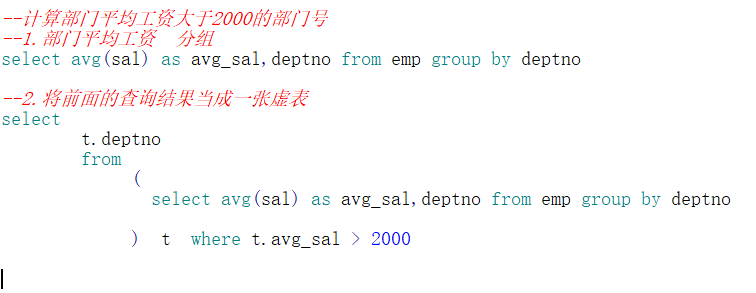 --计算部门平均工资大于2000的部门号
--1.部门平均工资 分组
select avg(sal) as avg_sal,deptno from emp group by deptno
--2.将前面的查询结果当成一张虚表
select
t.deptno
from
(
select avg(sal) as avg_sal,deptno from emp group by deptno
) t where t.avg_sal > 2000